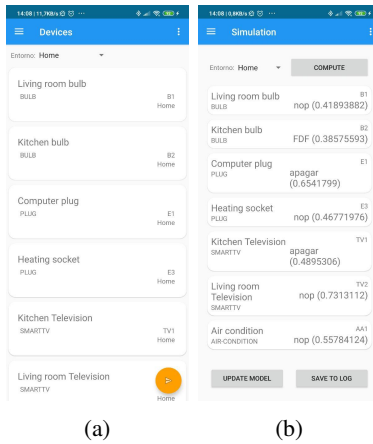 14:08 | 11,7KB/s
Devices
Entorno: Home
Living room bulb
BULB
B1
Home
Kitchen bulb
BULB
B2
Home
Computer plug
PLUG
E1
Home
Heating socket
PLUG
E3
Home
Kitchen Television
SMARTTV
TV1
Home
Living room Television
SMARTTV
Home
(a)
14:08 | 0,8KB/s
Simulation
Entorno: Home
COMPUTE
Living room bulb
B1
BULB
nop (0.41893882)
Kitchen bulb
B2
BULB
FDF (0.38575593)
Computer plug
E1
PLUG
apagar
(0.6541799)
Heating socket
E3
PLUG
nop (0.46771976)
Kitchen Television
TV1
SMARTTV
apagar
(0.4895306)
Living room
TV2
Television
nop (0.7313112)
SMARTTV
Air condition
AA1
AIR-CONDITION
nop (0.55784124)
UPDATE MODEL
SAVE TO LOG
(b)